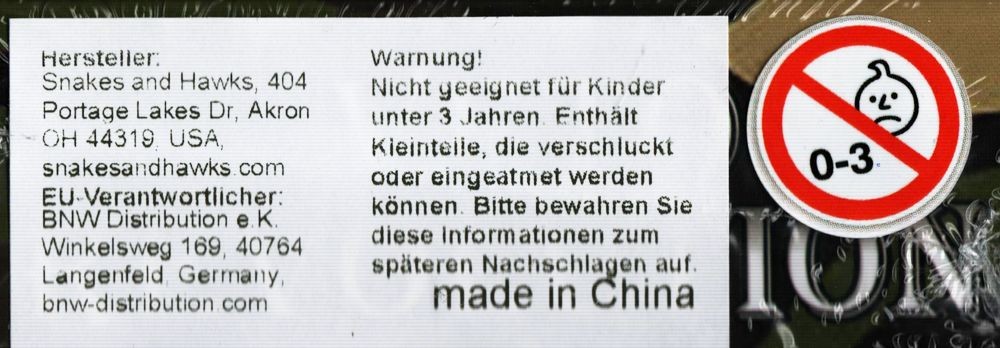 Hersteller:
Snakes and Hawks, 404
Portage Lakes Dr, Akron
OH 44319, USA,
snakesandhawks.com
EU-Verantwortlicher:
BNW Distribution e.K.
Winkelsweg 169, 40764
Langenfeld, Germany,
bnw-distribution.com
Warnung!
Nicht geeignet für Kinder
unter 3 Jahren. Enthält
Kleinteile, die verschluckt
oder eingeatmet werden
können. Bitte bewahren Sie
diese Informationen zum
späteren Nachschlagen auf.
made in China
0-3
ION